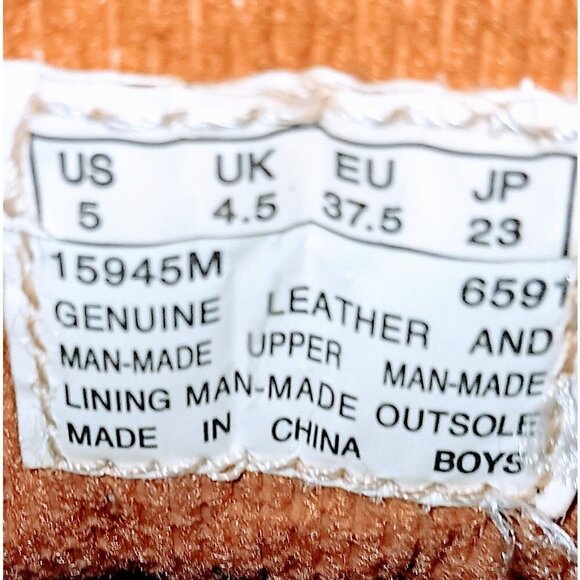 US UK EU JP
5 4.5 37.5 23
15945M 6591
GENUINE LEATHER AND
MAN-MADE UPPER MAN-MADE
LINING MAN-MADE OUTSOLE
MADE IN CHINA BOYS